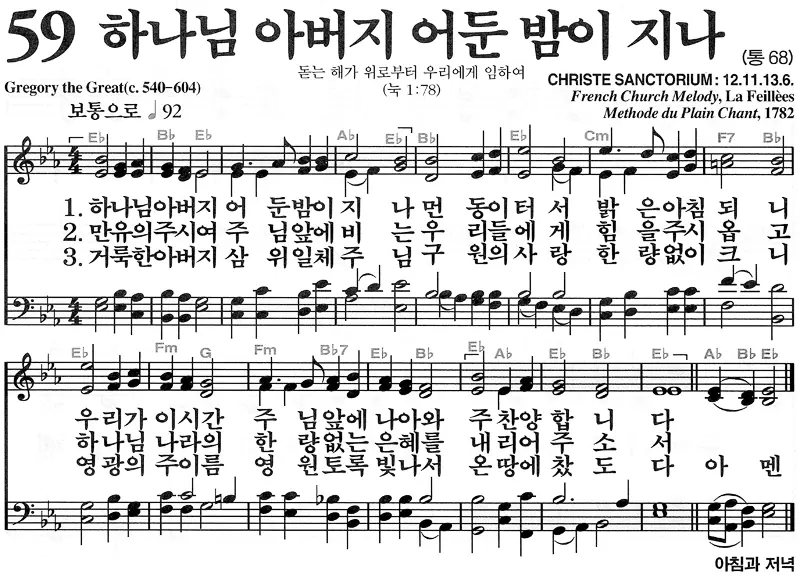 59 하나님 아버지 어둔 밤이 지나 (통 68)
돋는 해가 위로부터 우리에게 임하여
(눅 1:78)
Gregory the Great(c. 540-604)
CHRISTE SANCTORIUM : 12.11.13.6.
French Church Melody, La Feillèes
Methode du Plain Chant, 1782
보통으로 ♩92
E♭ B♭ E♭ A♭ E♭ B♭ E♭ Cm F7 B♭
1. 하나님아버지 어 둔밤이 지 나 먼 동이 터 서 밝 은아침 되 니
2. 만유의주시여 주 님앞에 비 는 우 리들에 게 힘 을주시 옵 고
3. 거룩한아버지 삼 위일체 주 님 구 원의사 랑 한 량없이 크 니
E♭ Fm G Fm B♭7 E♭ B♭ E♭ A♭ E♭ B♭ E♭ A♭ B♭ E♭
우리가 이시간 주 님앞에 나아와 주 찬양 합 니 다
하나님 나라의 한 량없는 은혜를 내 리어 주 소 서
영광의 주이름 영 원토록 빛나서 온 땅에 찼 도 다 아 멘
아침과 저녁